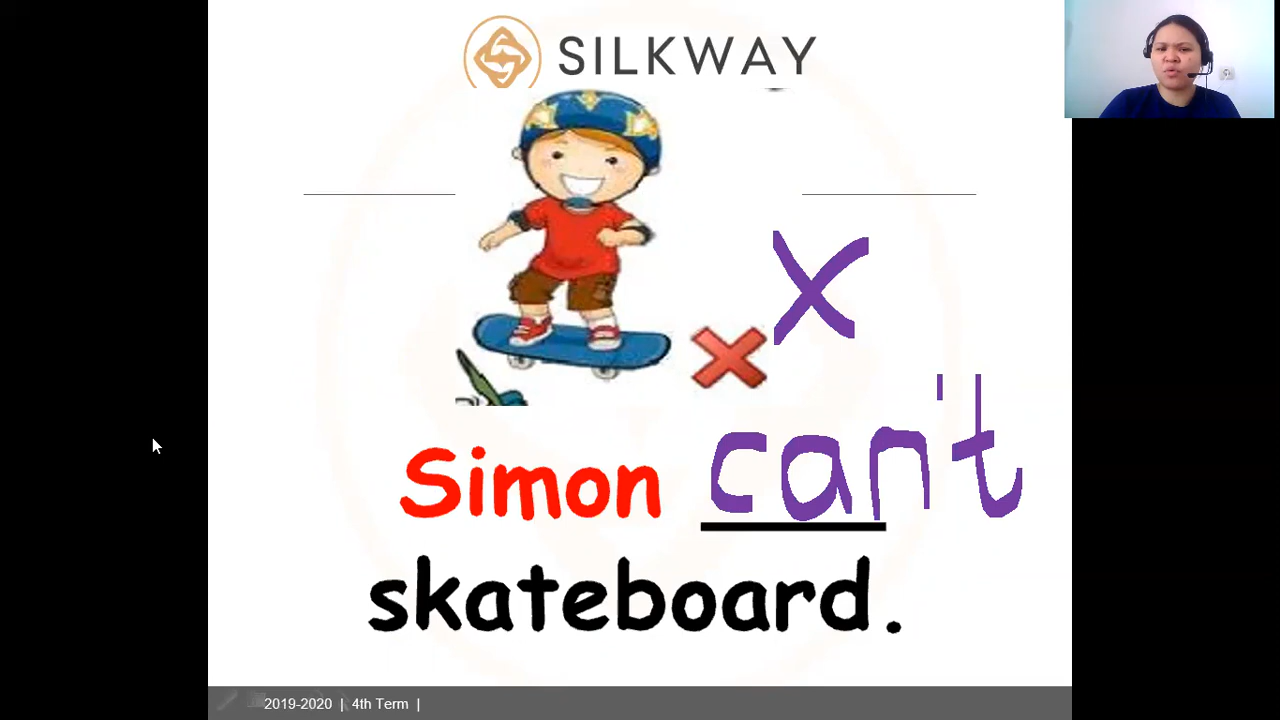 SILKWAY
X
Simon can't
skateboard.
2019-2020 | 4th Term |